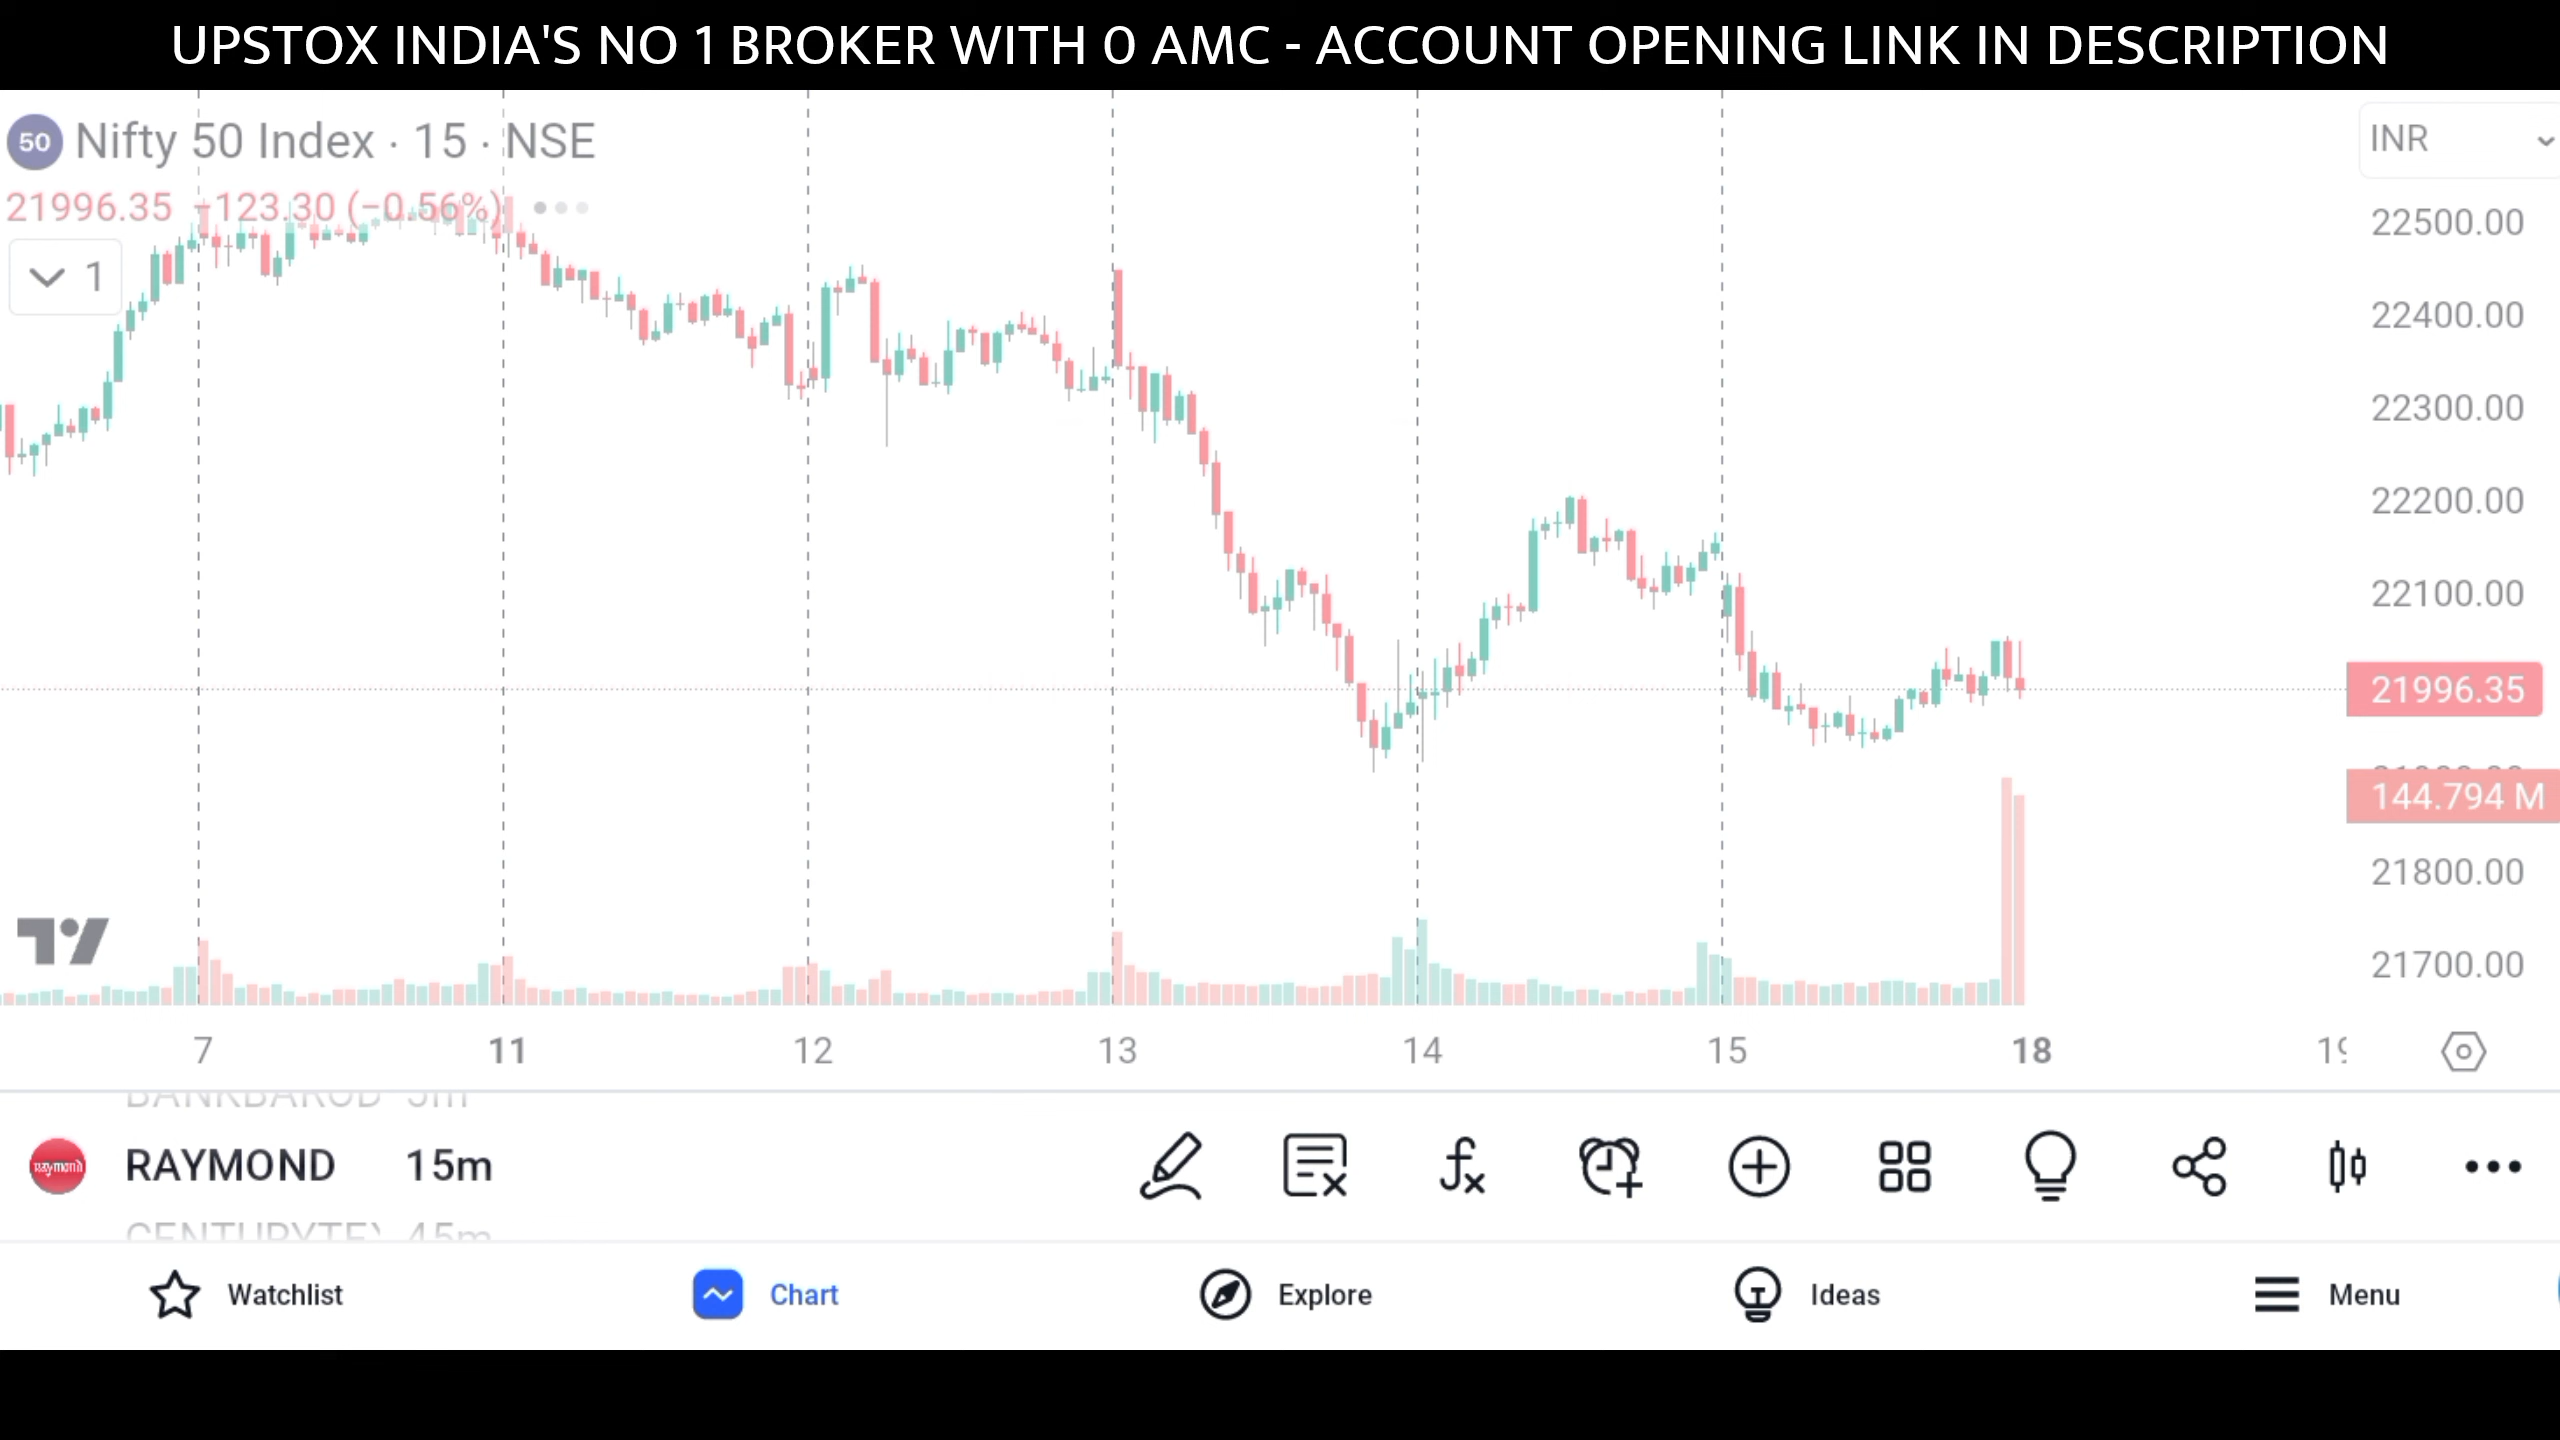 UPSTOX INDIA'S NO 1 BROKER WITH 0 AMC - ACCOUNT OPENING LINK IN DESCRIPTION
50 Nifty 50 Index · 15 · NSE
INR
21996.35 −123.30 (−0.56%)
1
22500.00
22400.00
22300.00
22200.00
22100.00
21996.35
144.794 M
21800.00
21700.00
7 11 12 13 14 15 18
Raymond RAYMOND 15m
Watchlist Chart Explore Ideas Menu